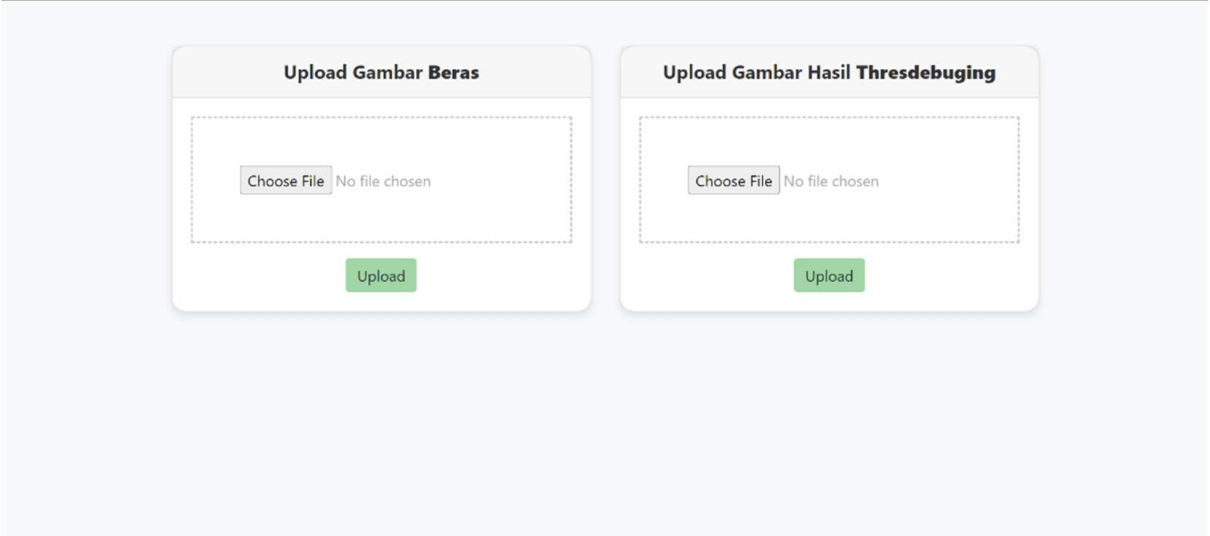 Upload Gambar Beras
Choose File No file chosen
Upload
Upload Gambar Hasil Thresdebuging
Choose File No file chosen
Upload